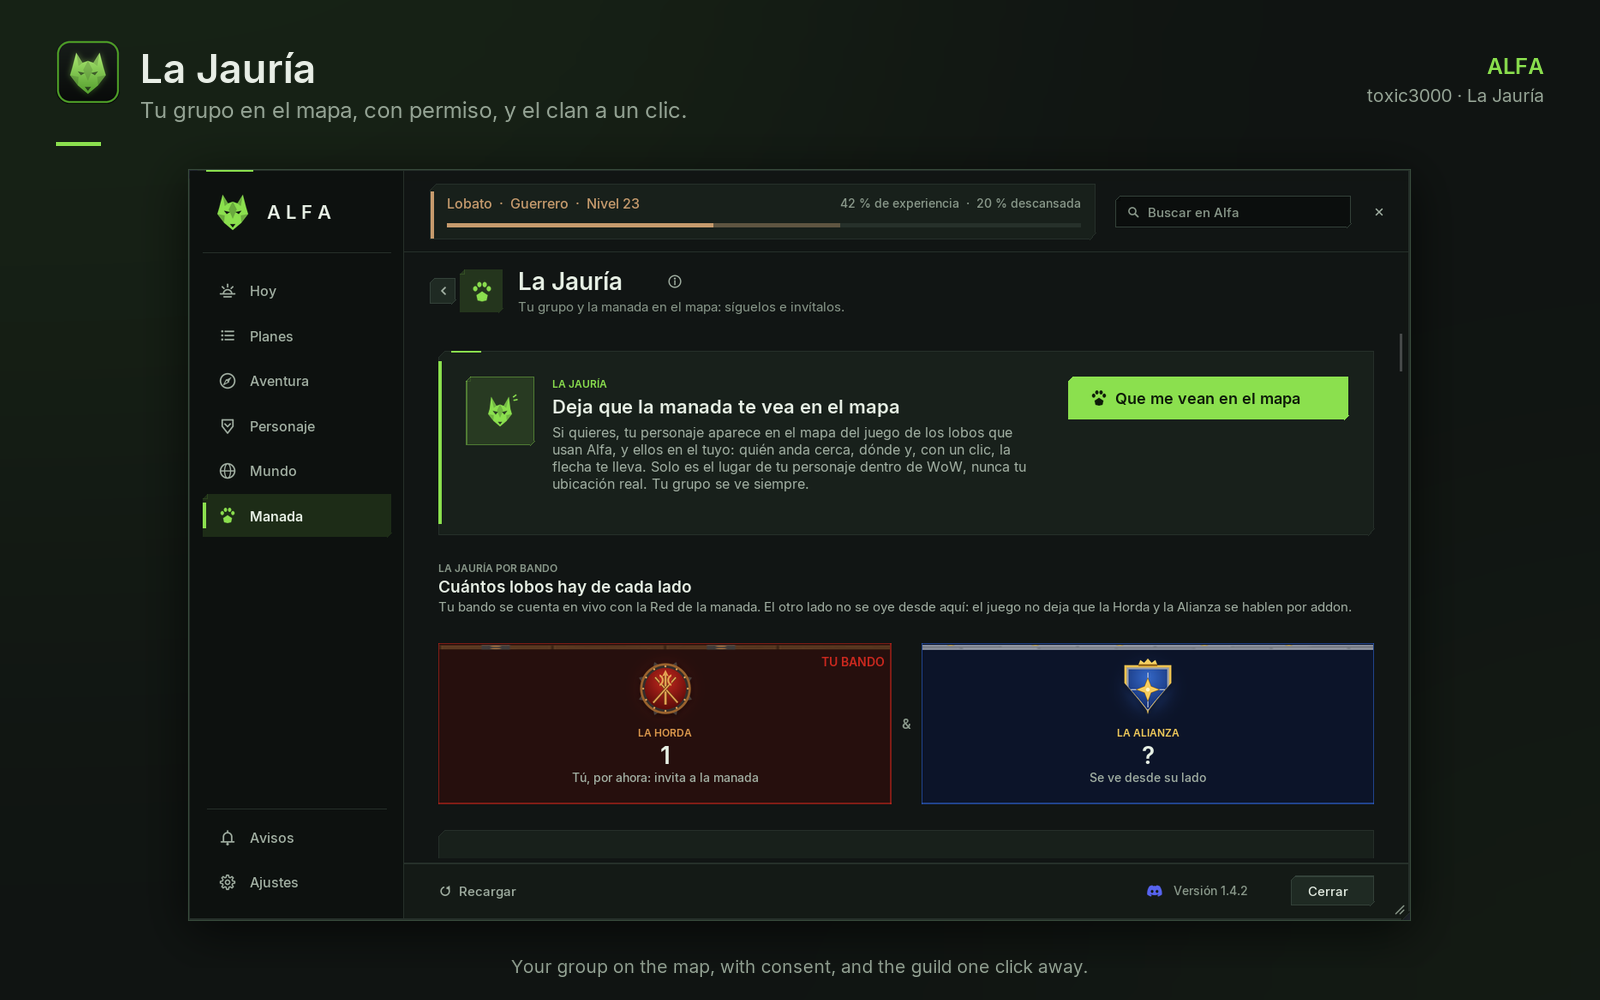 La Jauría
Tu grupo en el mapa, con permiso, y el clan a un clic.
ALFA
toxic3000 · La Jauría
ALFA
Lobato · Guerrero · Nivel 23
42 % de experiencia · 20 % descansada
Buscar en Alfa
Hoy
Planes
Aventura
Personaje
Mundo
Manada
Avisos
Ajustes
La Jauría
Tu grupo y la manada en el mapa: síguelos e invítalos.
LA JAURÍA
Deja que la manada te vea en el mapa
Si quieres, tu personaje aparece en el mapa del juego de los lobos que
usan Alfa, y ellos en el tuyo: quién anda cerca, dónde y, con un clic, la
flecha te lleva. Solo es el lugar de tu personaje dentro de WoW, nunca tu
ubicación real. Tu grupo se ve siempre.
Que me vean en el mapa
LA JAURÍA POR BANDO
Cuántos lobos hay de cada lado
Tu bando se cuenta en vivo con la Red de la manada. El otro lado no se oye desde aquí: el juego no deja que la Horda y la Alianza se hablen por addon.
TU BANDO
LA HORDA
1
Tú, por ahora: invita a la manada
&
LA ALIANZA
?
Se ve desde su lado
Recargar
Versión 1.4.2
Cerrar
Your group on the map, with consent, and the guild one click away.